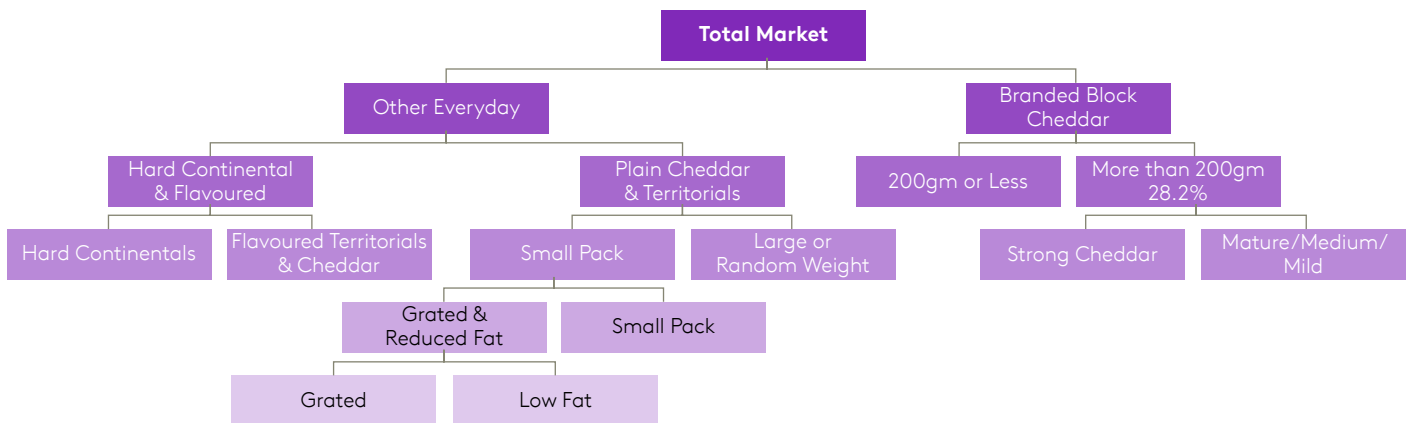 Total Market
Other Everyday
Branded Block
Cheddar
Hard Continental
& Flavoured
Plain Cheddar
& Territorials
200gm or Less
More than 200gm
28.2%
Hard Continentals
Flavoured Territorials
& Cheddar
Small Pack
Large or
Random Weight
Strong Cheddar
Mature/Medium/
Mild
Grated &
Reduced Fat
Small Pack
Grated
Low Fat